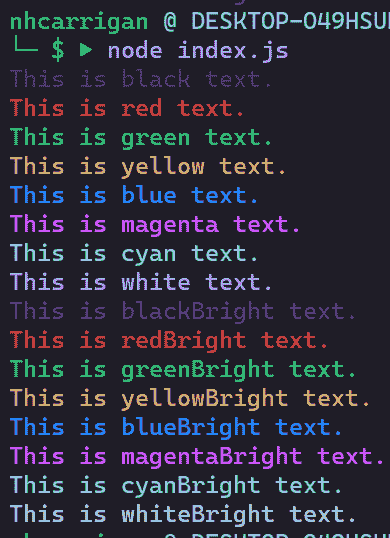 nhcarrigan @ DESKTOP-O49HSU
└─ $ ► node index.js
This is black text.
This is red text.
This is green text.
This is yellow text.
This is blue text.
This is magenta text.
This is cyan text.
This is white text.
This is blackBright text.
This is redBright text.
This is greenBright text.
This is yellowBright text.
This is blueBright text.
This is magentaBright text.
This is cyanBright text.
This is whiteBright text.